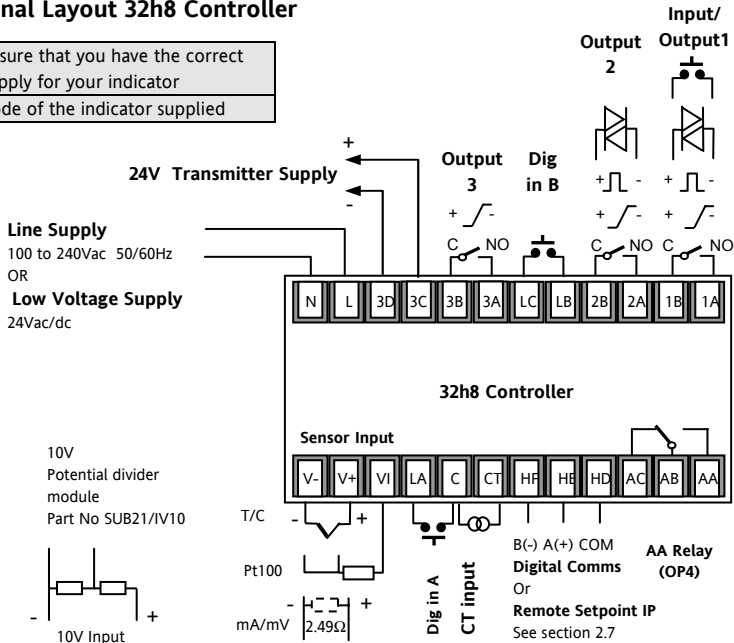 nal Layout 32h8 Controller
sure that you have the correct
pply for your indicator
ode of the indicator supplied
Input/
Output1
Output
2
+
24V Transmitter Supply
-
Output
3
Dig
in B
+ -
+ -
+ -
+ -
+ -
C NO
C NO
C NO
Line Supply
100 to 240Vac 50/60Hz
OR
Low Voltage Supply
24Vac/dc
N L 3D 3C 3B 3A LC LB 2B 2A 1B 1A
32h8 Controller
Sensor Input
V- V+ VI LA C CT HF HE HD AC AB AA
10V
Potential divider
module
Part No SUB21/IV10
- +
10V Input
T/C - +
Pt100
- +
mA/mV 2.49Ω
Dig in A
CT input
B(-) A(+) COM
Digital Comms
Or
Remote Setpoint IP
See section 2.7
AA Relay
(OP4)